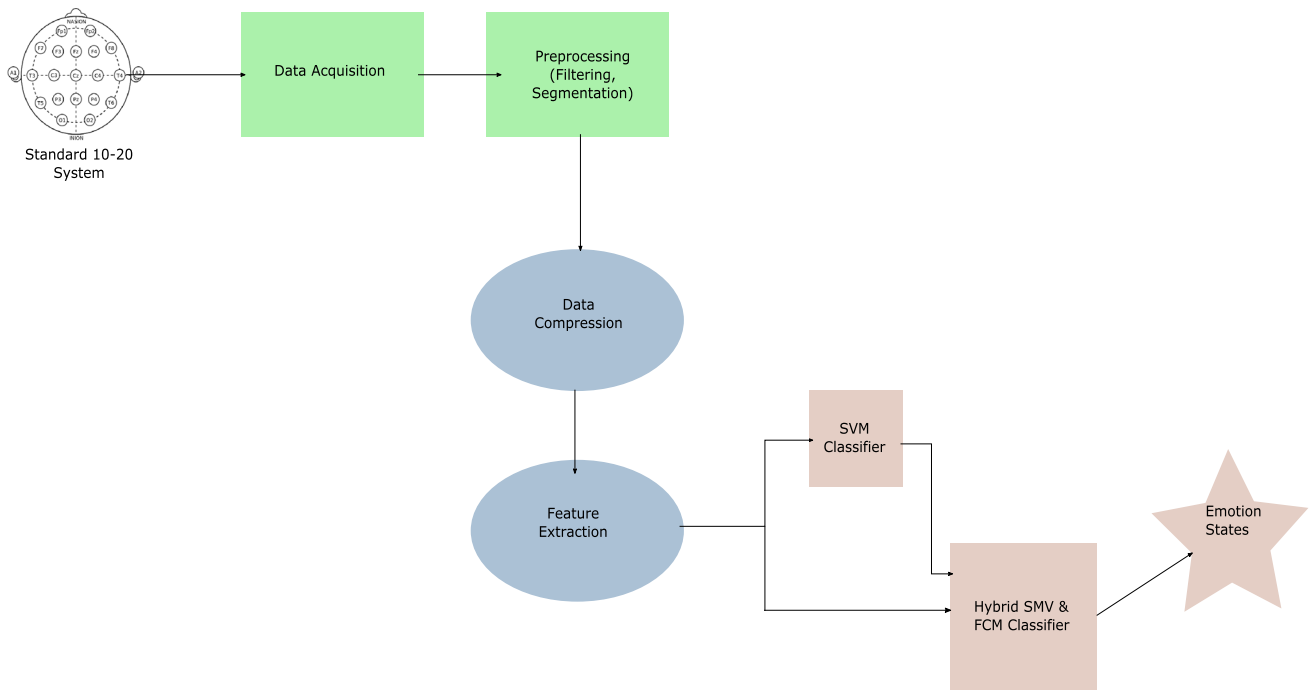 NASION
Fp1 Fp2
F7 F3 Fz F4 F8
A1 T3 C3 Cz C4 T4 A2
T5 P3 Pz P4 T6
O1 O2
INION
Standard 10-20
System
Data Acquisition
Preprocessing
(Filtering,
Segmentation)
Data
Compression
Feature
Extraction
SVM
Classifier
Hybrid SMV &
FCM Classifier
Emotion
States